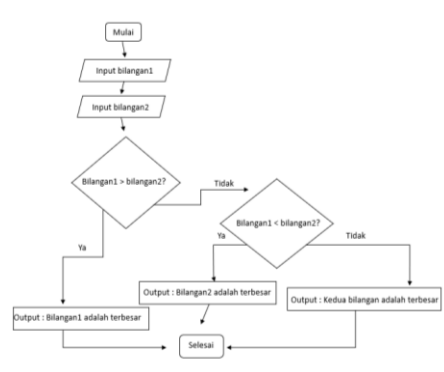 Mulai
Input bilangan1
Input bilangan2
Bilangan1 > bilangan2?
Tidak
Bilangan1 < bilangan2?
Ya
Ya
Tidak
Output : Bilangan2 adalah terbesar
Output : Kedua bilangan adalah terbesar
Output : Bilangan1 adalah terbesar
Selesai